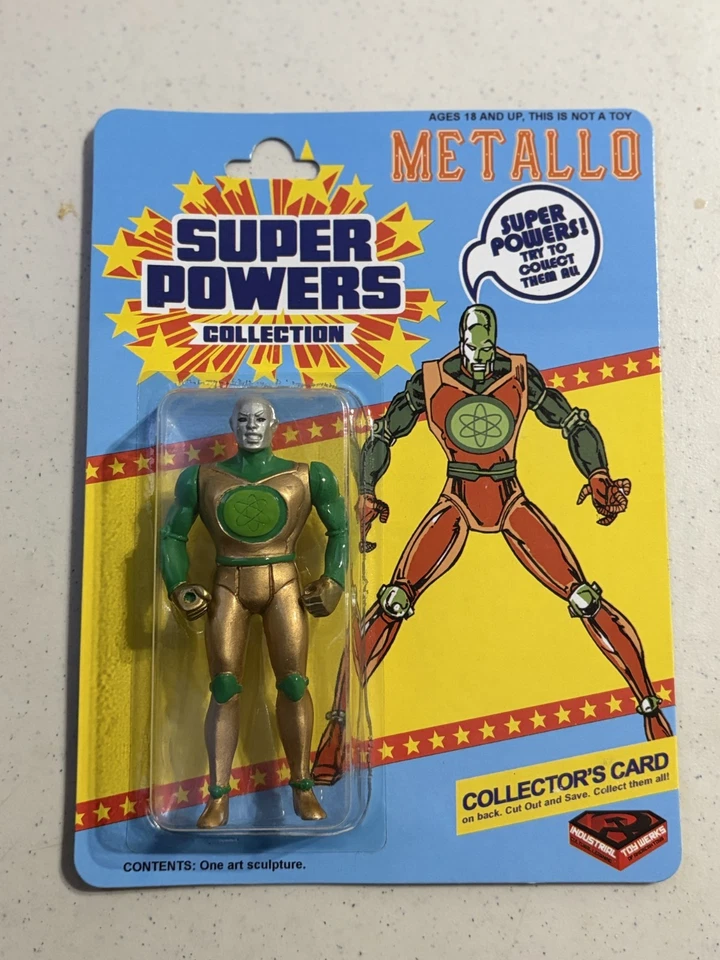 AGES 18 AND UP, THIS IS NOT A TOY
METALLO
SUPER
POWERS
COLLECTION
SUPER
POWERS!
TRY TO
COLLECT
THEM ALL
COLLECTOR'S CARD
on back. Cut Out and Save. Collect them all!
INDUSTRIAL TOY WERKS
CONTENTS: One art sculpture.